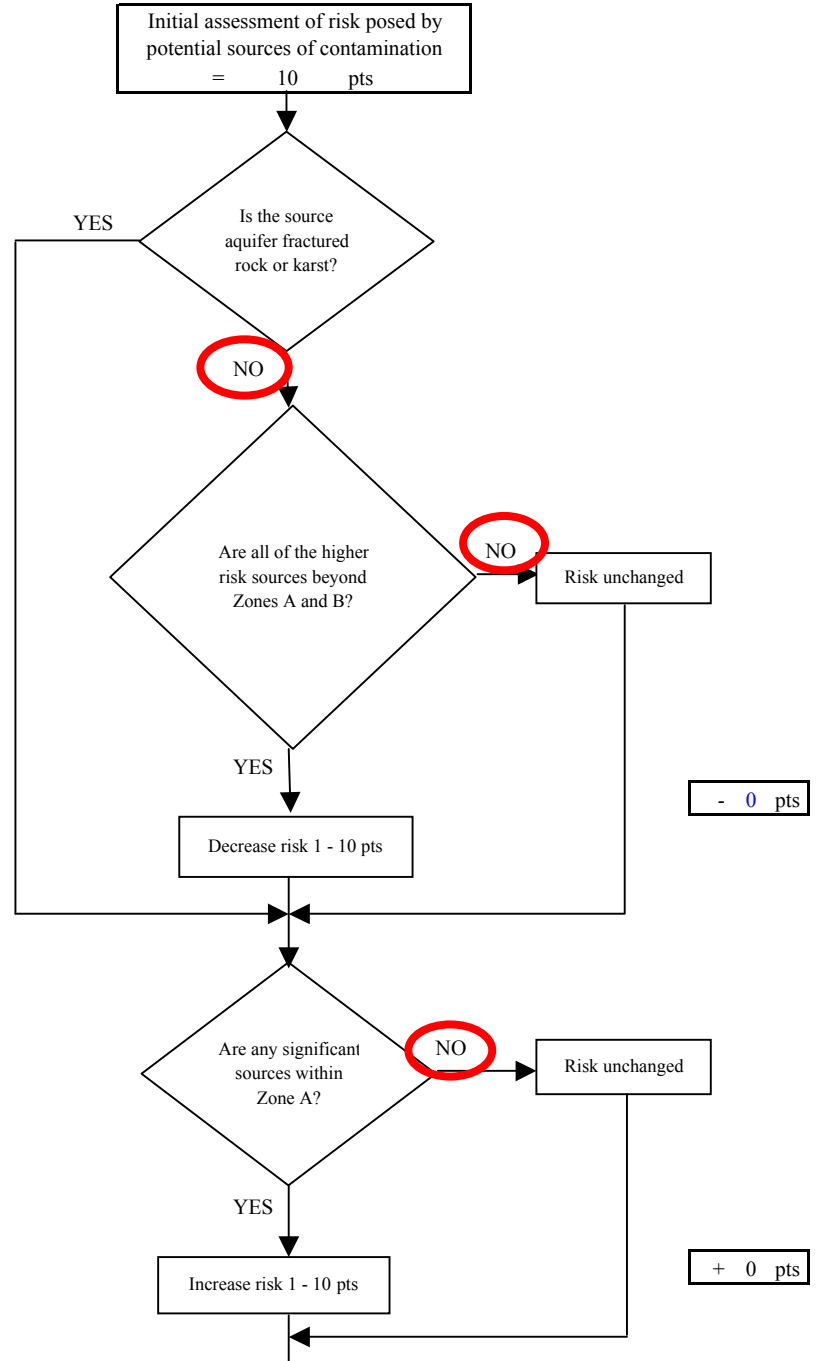 Initial assessment of risk posed by
potential sources of contamination
= 10 pts
YES
Is the source
aquifer fractured
rock or karst?
NO
Are all of the higher
risk sources beyond
Zones A and B?
NO
Risk unchanged
YES
- 0 pts
Decrease risk 1 - 10 pts
Are any significant
sources within
Zone A?
NO
Risk unchanged
YES
+ 0 pts
Increase risk 1 - 10 pts